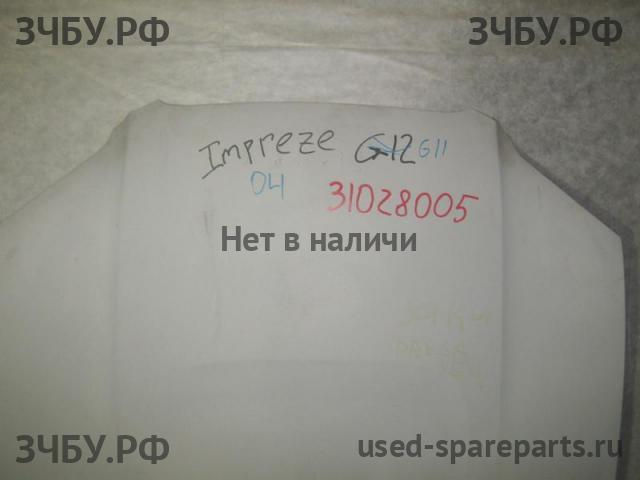 ЗЧБУ.РФ ЗЧБУ.РФ
Impreze G12 G11
04 31028005
Нет в наличи
ЗЧБУ.РФ used-spareparts.ru